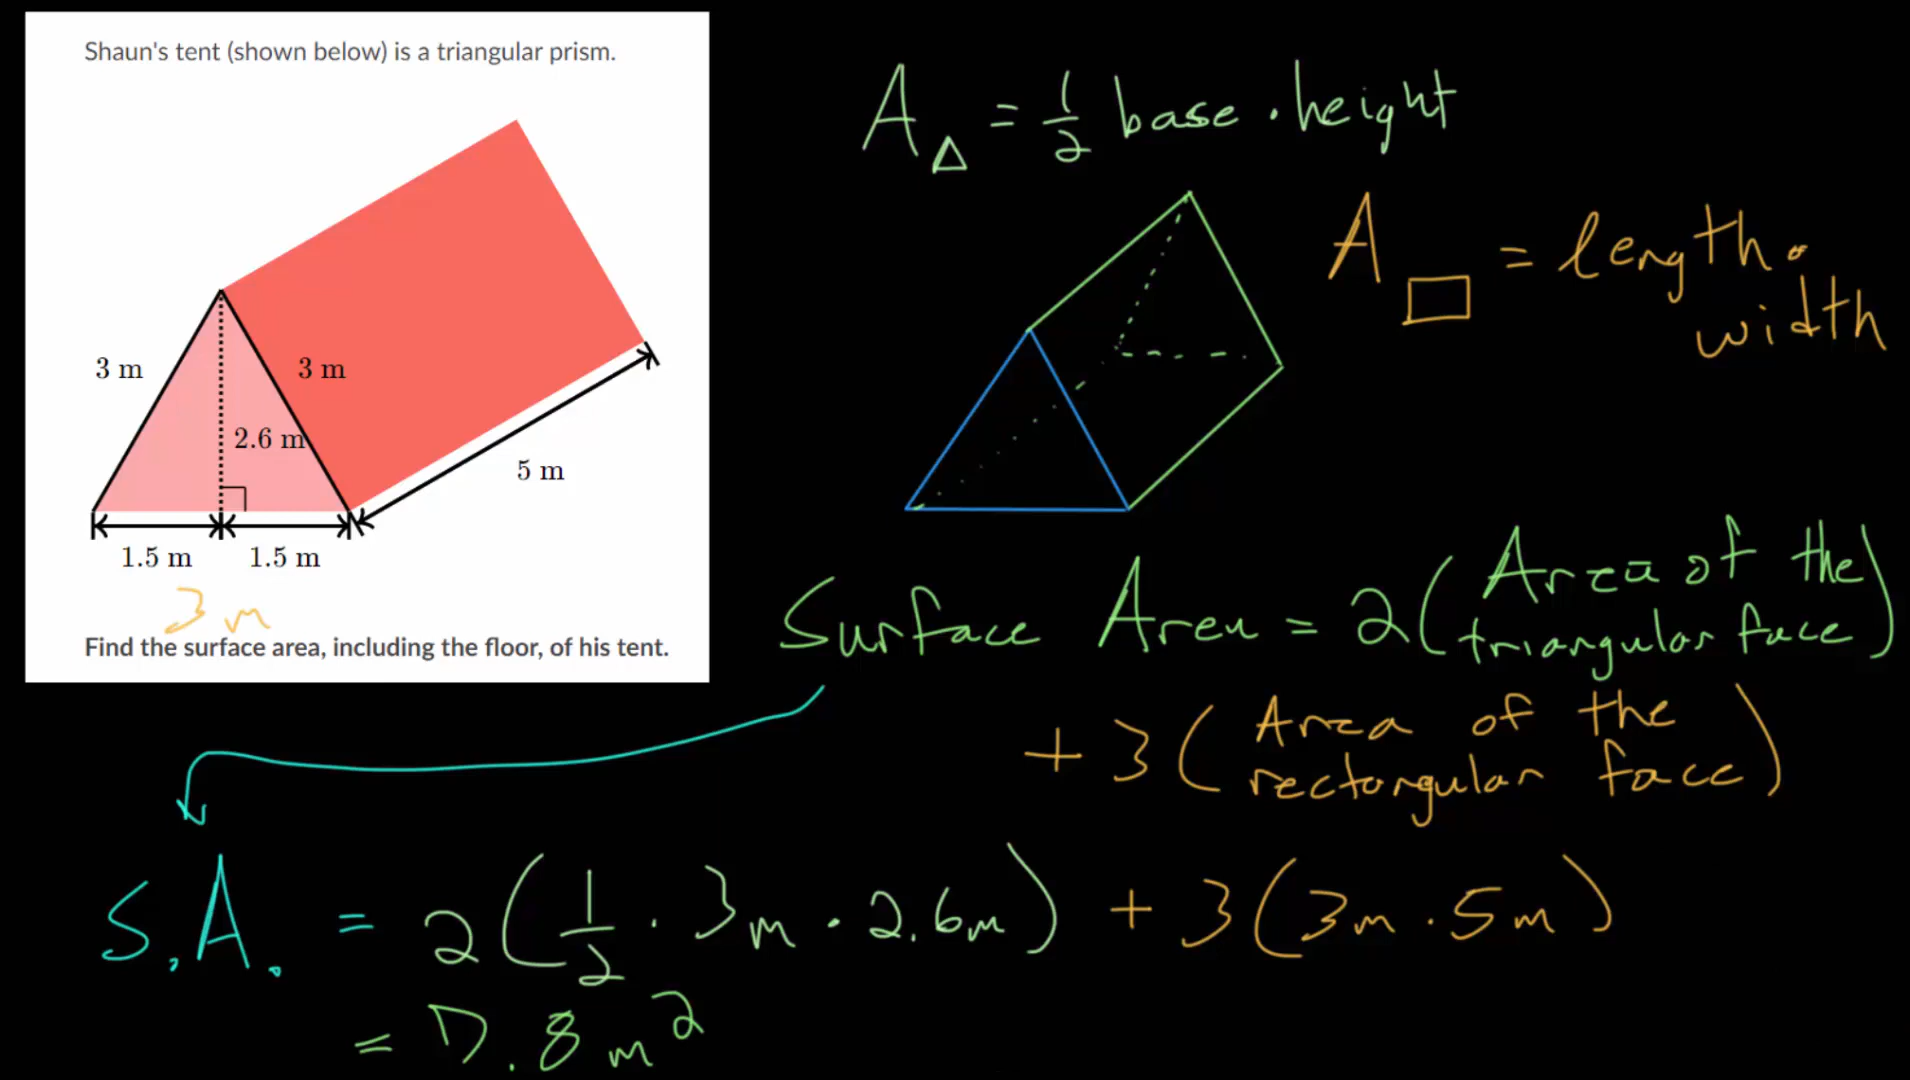 Shaun's tent (shown below) is a triangular prism.
3 m
3 m
2.6 m
5 m
1.5 m
1.5 m
3 m
Find the surface area, including the floor, of his tent.
A△ = 1/2 base · height
A▭ = length ·
width
Surface Area = 2(Area of the
triangular face)
+ 3(Area of the
rectangular face)
S.A. = 2(1/2 · 3m · 2.6m) + 3(3m · 5m)
= 7.8 m²